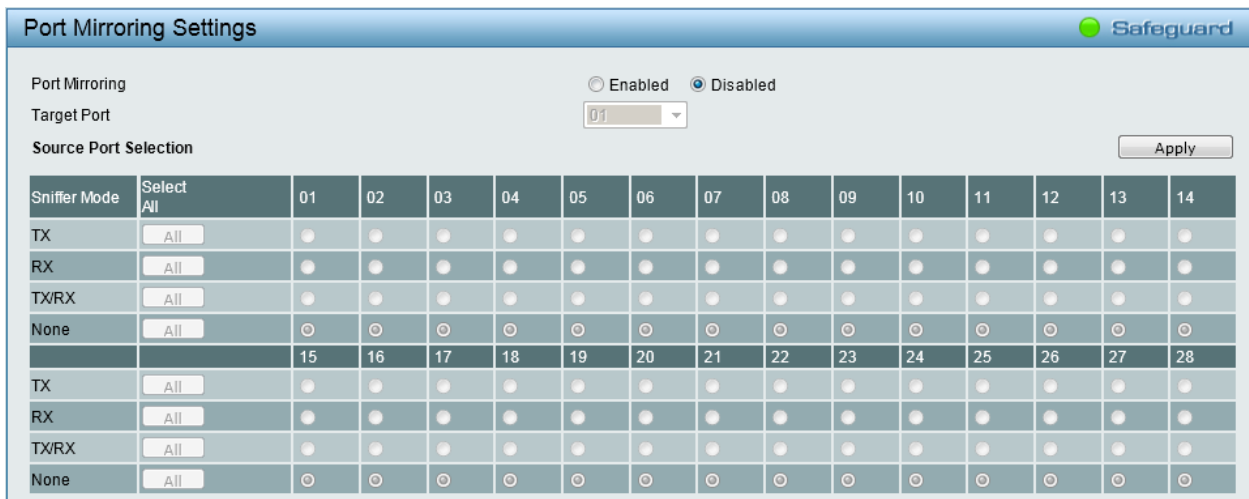 Port Mirroring Settings Safeguard
Port Mirroring Enabled Disabled
Target Port 01
Source Port Selection Apply
Sniffer Mode Select All 01 02 03 04 05 06 07 08 09 10 11 12 13 14
TX All
RX All
TX/RX All
None All
15 16 17 18 19 20 21 22 23 24 25 26 27 28
TX All
RX All
TX/RX All
None All